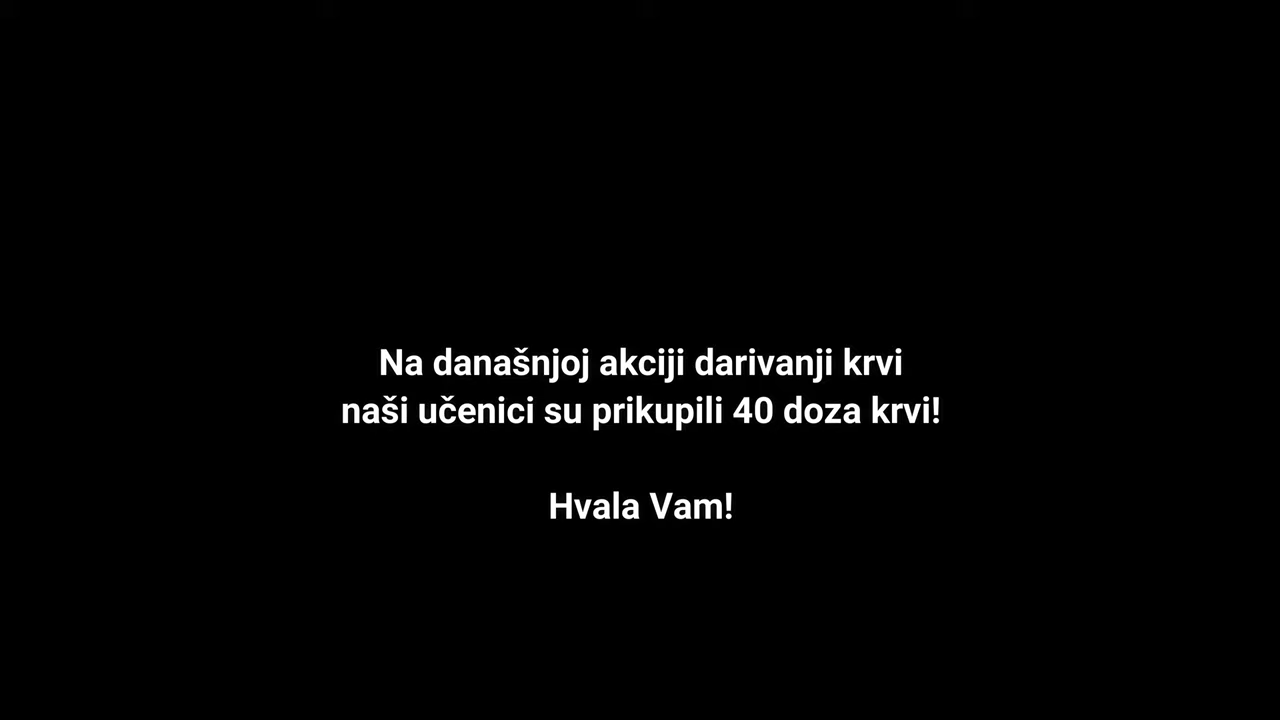 Na današnjoj akciji darivanji krvi
naši učenici su prikupili 40 doza krvi!
Hvala Vam!